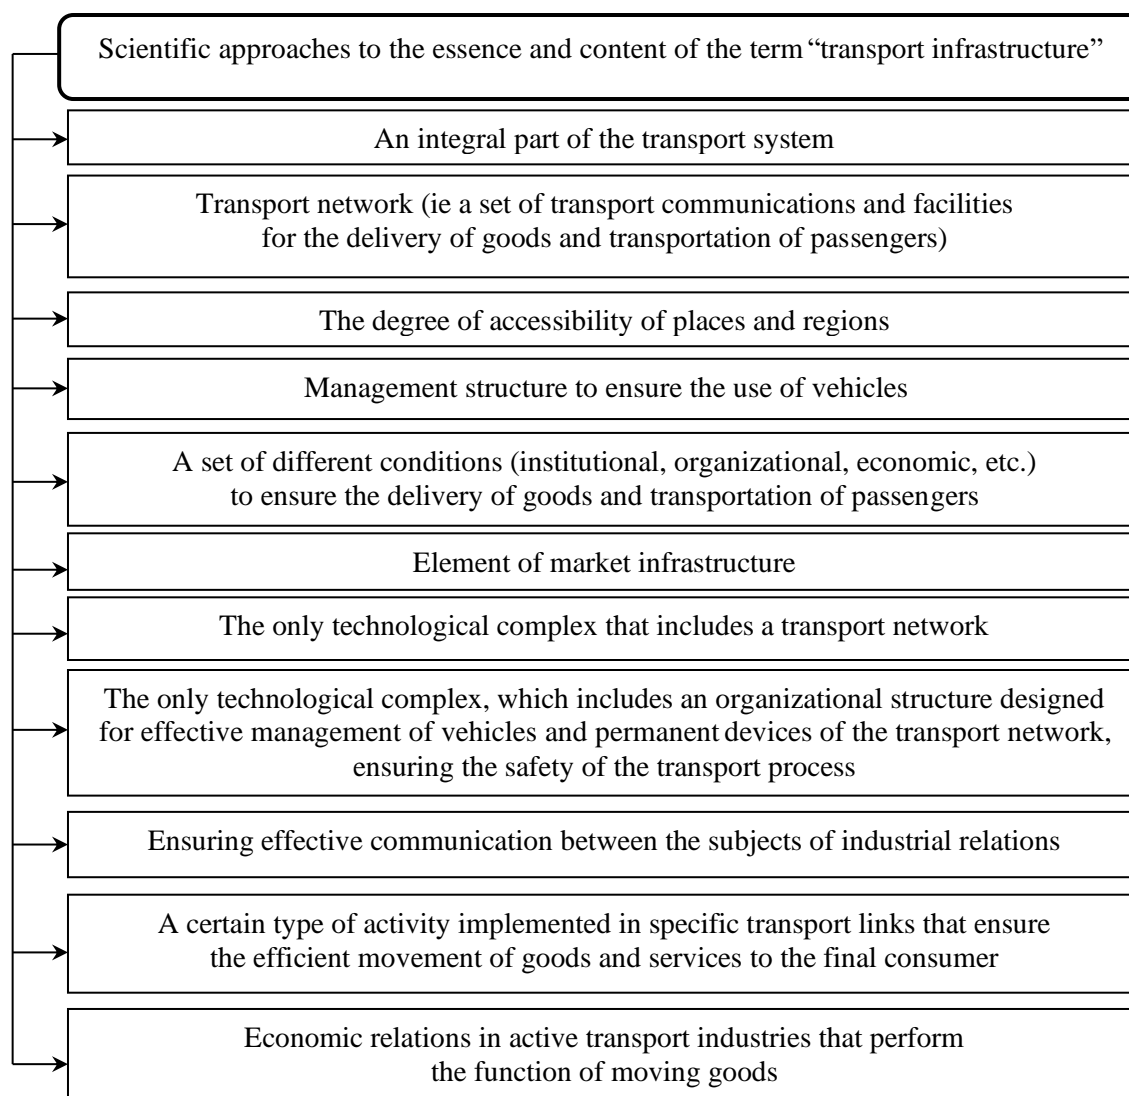 Scientific approaches to the essence and content of the term “transport infrastructure”
An integral part of the transport system
Transport network (ie a set of transport communications and facilities
for the delivery of goods and transportation of passengers)
The degree of accessibility of places and regions
Management structure to ensure the use of vehicles
A set of different conditions (institutional, organizational, economic, etc.)
to ensure the delivery of goods and transportation of passengers
Element of market infrastructure
The only technological complex that includes a transport network
The only technological complex, which includes an organizational structure designed
for effective management of vehicles and permanent devices of the transport network,
ensuring the safety of the transport process
Ensuring effective communication between the subjects of industrial relations
A certain type of activity implemented in specific transport links that ensure
the efficient movement of goods and services to the final consumer
Economic relations in active transport industries that perform
the function of moving goods